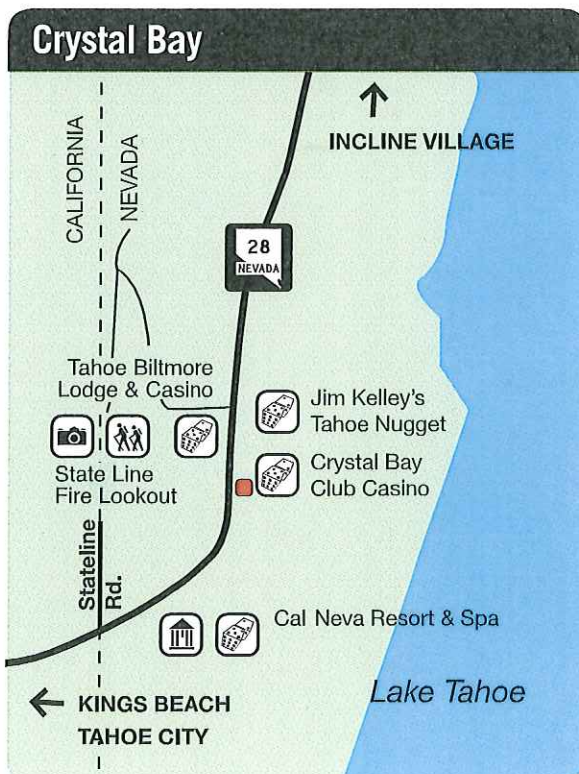 Crystal Bay
INCLINE VILLAGE
CALIFORNIA
NEVADA
28
NEVADA
Tahoe Biltmore
Lodge & Casino
Jim Kelley's
Tahoe Nugget
State Line
Fire Lookout
Crystal Bay
Club Casino
Stateline
Rd.
Cal Neva Resort & Spa
Lake Tahoe
KINGS BEACH
TAHOE CITY